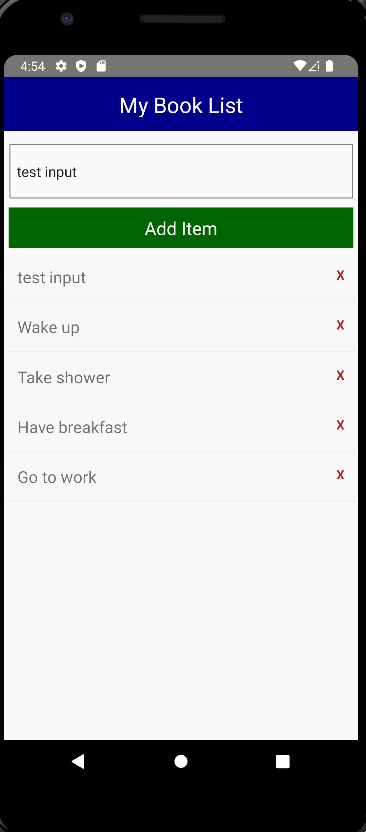 4:54
My Book List
test input
Add Item
test input
X
Wake up
X
Take shower
X
Have breakfast
X
Go to work
X